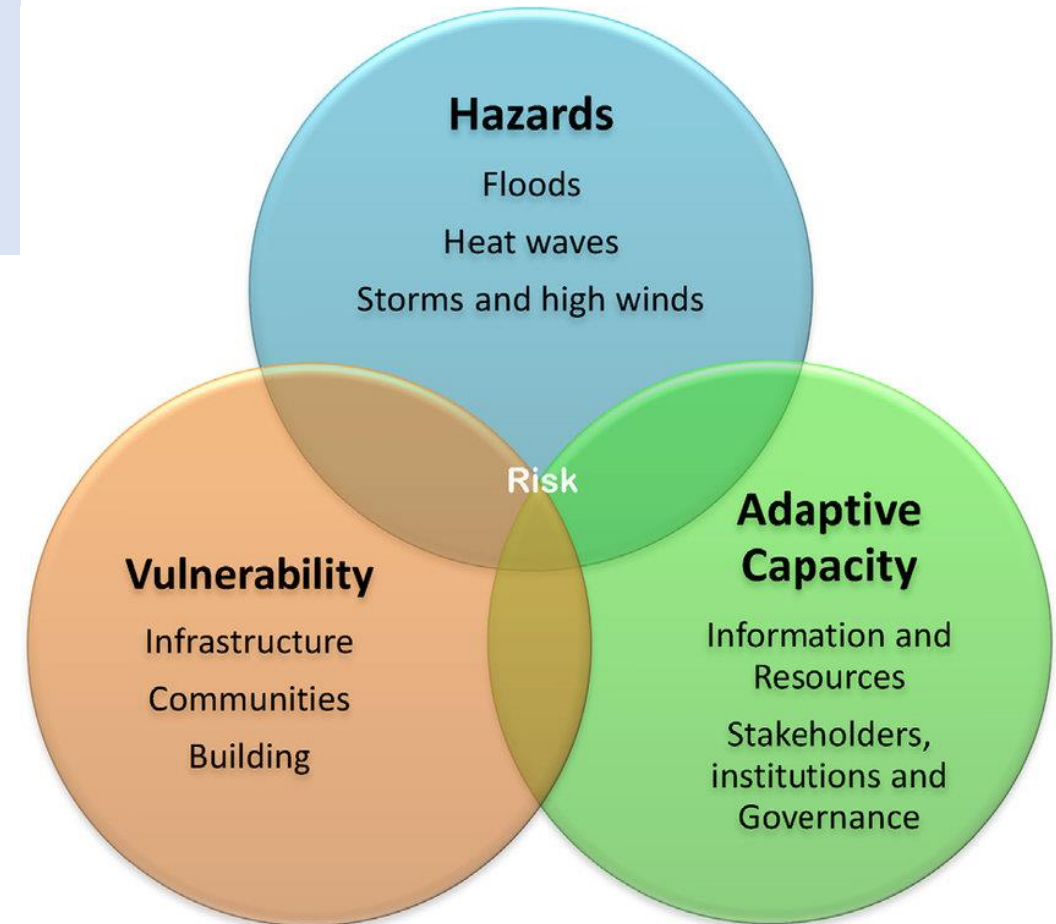 Hazards
Floods
Heat waves
Storms and high winds
Risk
Vulnerability
Infrastructure
Communities
Building
Adaptive
Capacity
Information and
Resources
Stakeholders,
institutions and
Governance